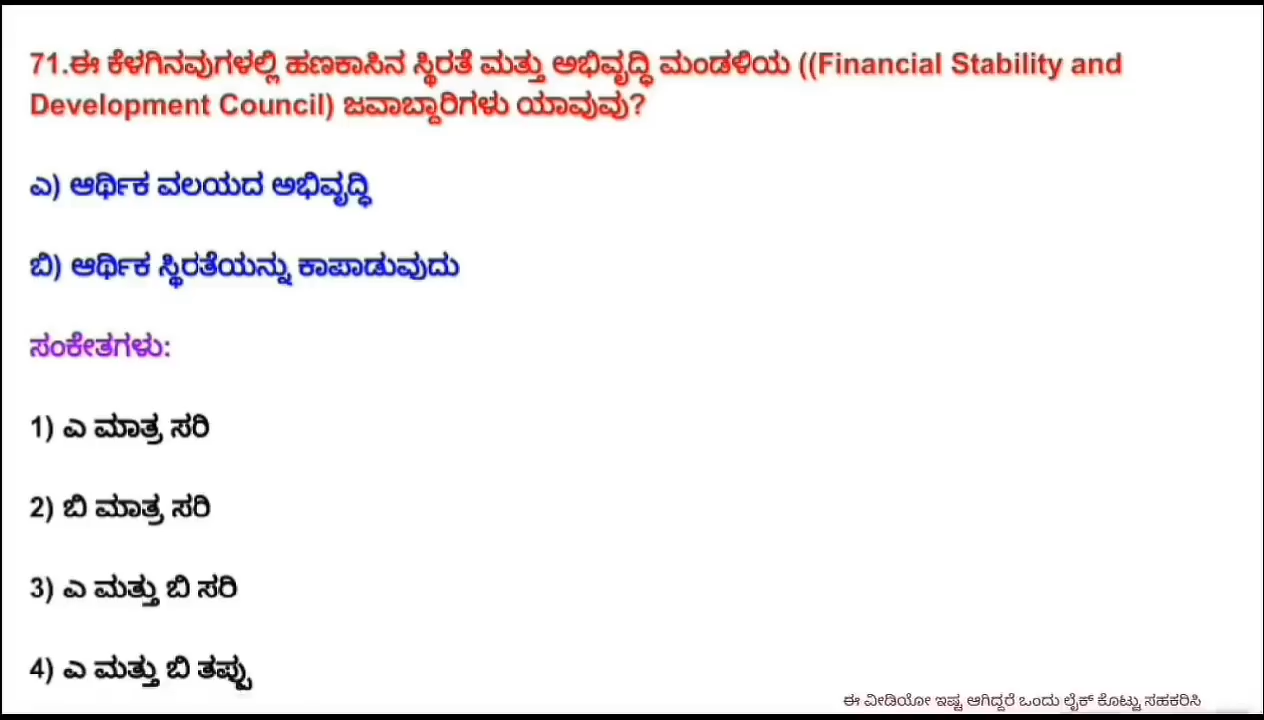 71.ಈ ಕೆಳಗಿನವುಗಳಲ್ಲಿ ಹಣಕಾಸಿನ ಸ್ಥಿರತೆ ಮತ್ತು ಅಭಿವೃದ್ಧಿ ಮಂಡಳಿಯ ((Financial Stability and
Development Council) ಜವಾಬ್ದಾರಿಗಳು ಯಾವುವು?
ಎ) ಆರ್ಥಿಕ ವಲಯದ ಅಭಿವೃದ್ಧಿ
ಬಿ) ಆರ್ಥಿಕ ಸ್ಥಿರತೆಯನ್ನು ಕಾಪಾಡುವುದು
ಸಂಕೇತಗಳು:
1) ಎ ಮಾತ್ರ ಸರಿ
2) ಬಿ ಮಾತ್ರ ಸರಿ
3) ಎ ಮತ್ತು ಬಿ ಸರಿ
4) ಎ ಮತ್ತು ಬಿ ತಪ್ಪು
ಈ ವೀಡಿಯೋ ಇಷ್ಟ ಆಗಿದ್ದರೆ ಒಂದು ಲೈಕ್ ಕೊಟ್ಟು ಸಹಕರಿಸಿ